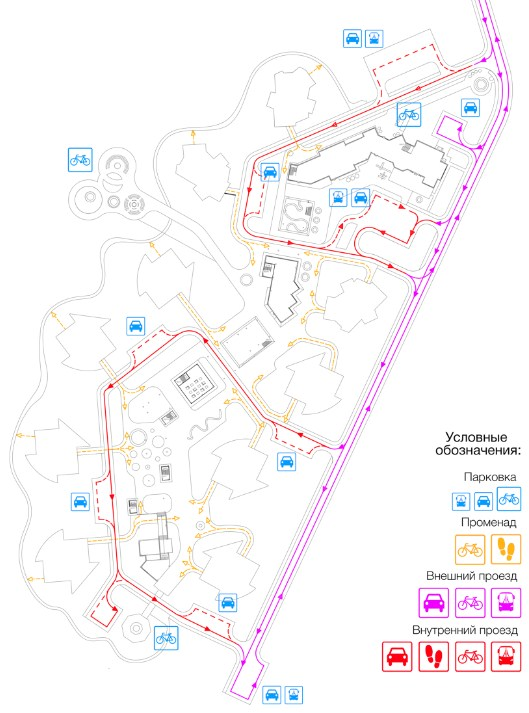 Условные
обозначения:
Парковка
Променад
Внешний проезд
Внутренний проезд